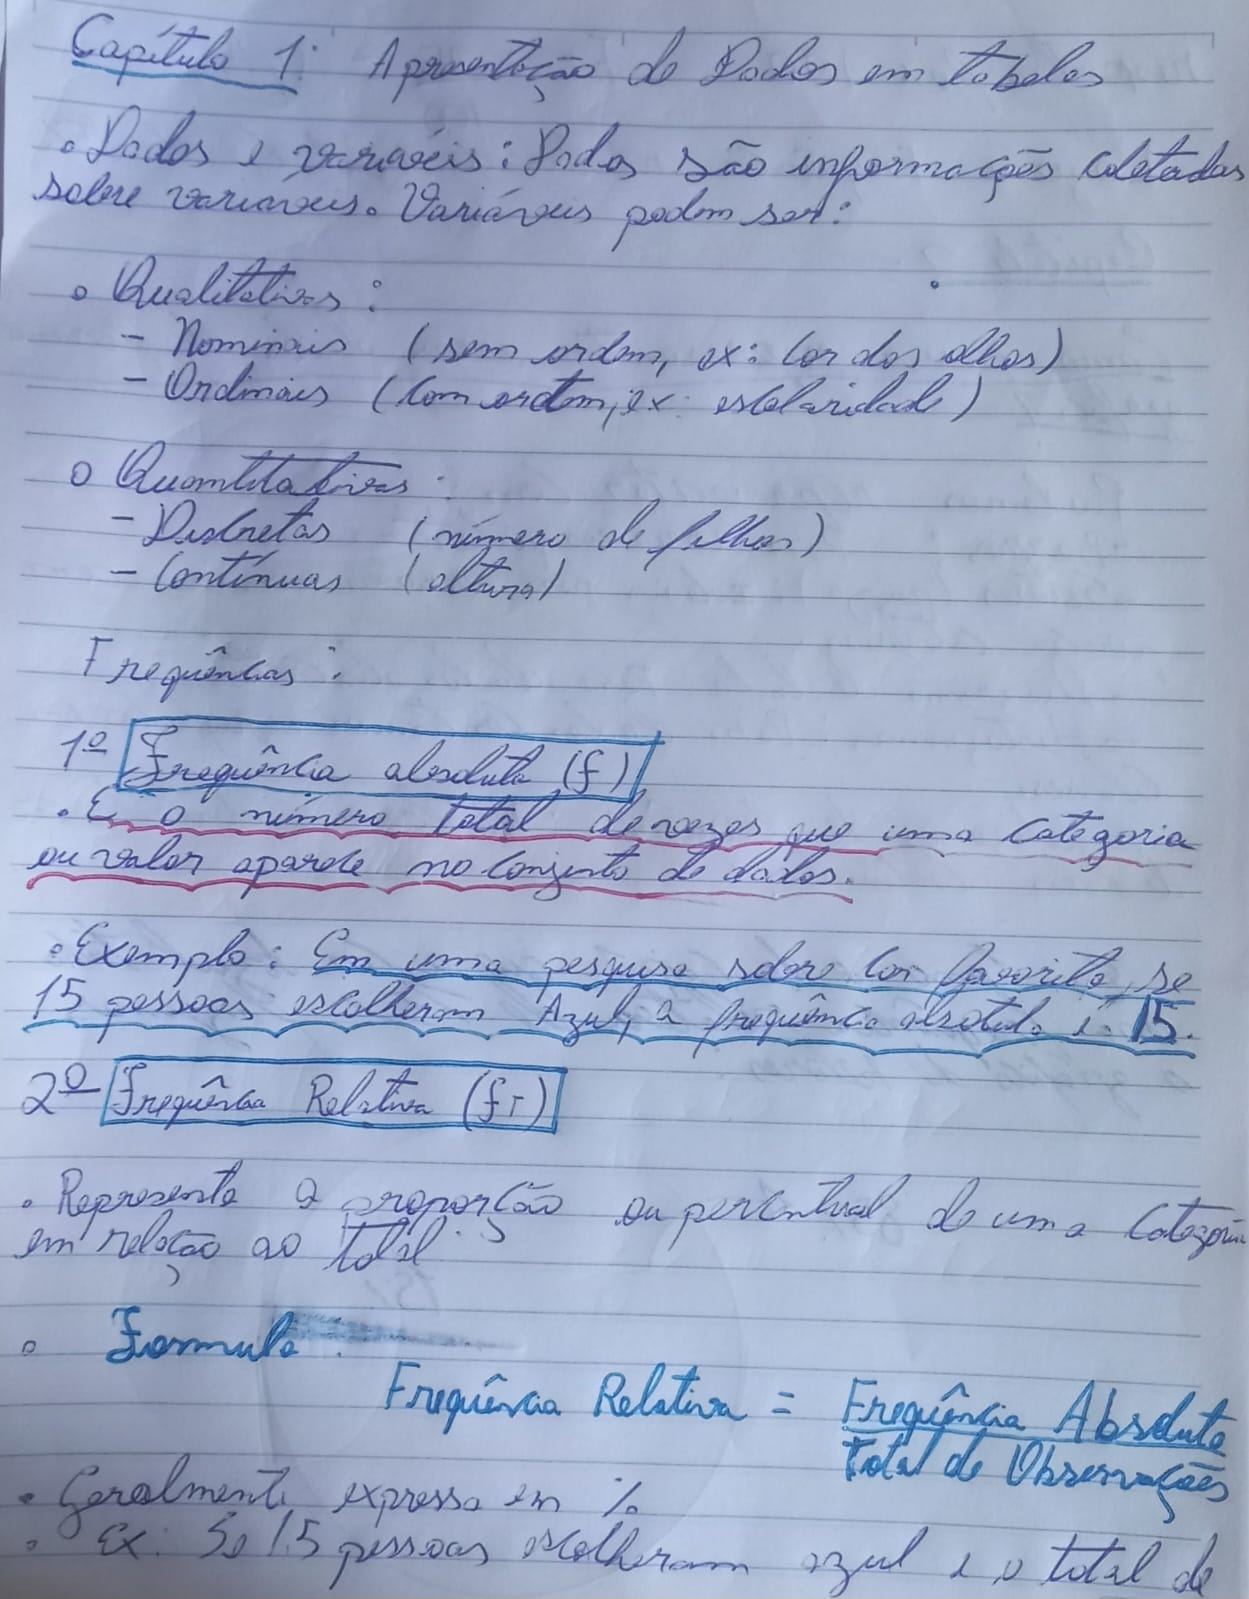 Capítulo 1: Apresentação de Dados em tabelas
• Dados e variáveis: Dados são informações coletadas
sobre variáveis. Variáveis podem ser:
• Qualitativas:
- Nominais (sem ordem, ex: Cor dos olhos)
- Ordinais (Com ordem, ex: escolaridade)
• Quantitativas:
- Discretas (número de filhos)
- Contínuas (altura)
Frequências:
1º Frequência absoluta (f)
• É o número total de vezes que uma categoria
ou valor aparece no conjunto de dados.
• Exemplo: Em uma pesquisa sobre Cor favorita, se
15 pessoas escolheram Azul, a frequência absoluta é 15.
2º Frequência Relativa (fr)
• Representa a proporção ou percentual de uma Categoria
em relação ao total.
• Formula:
Frequência Relativa = Frequência Absoluta
Total de Observações
• Geralmente expressa em %
• Ex: Se 15 pessoas escolheram azul e o total de